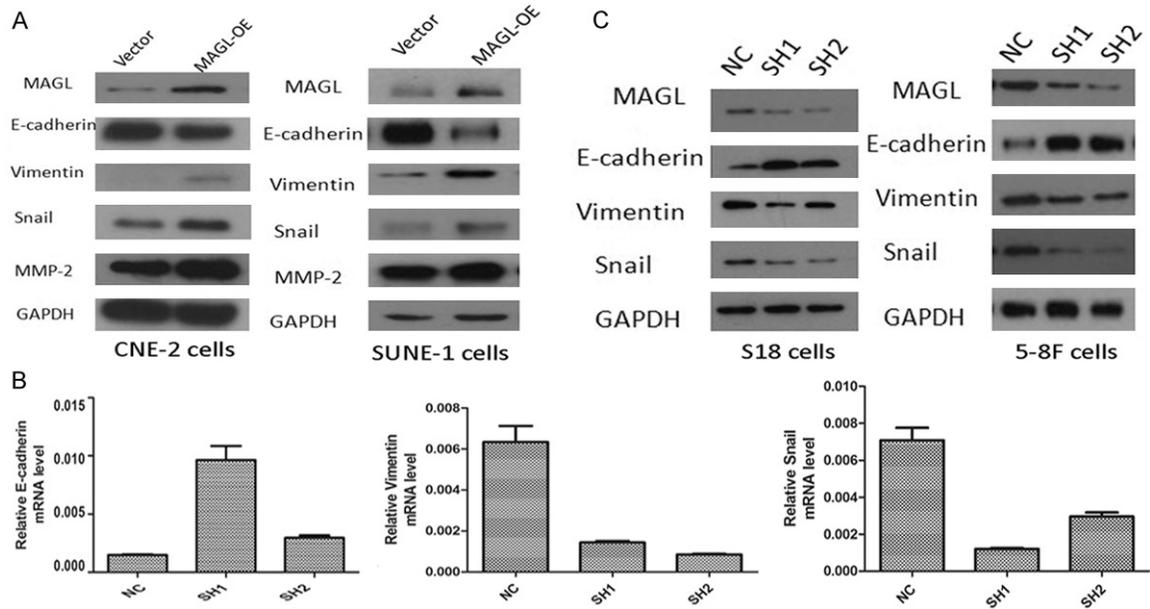 A
Vector
MAGL-OE
MAGL
E-cadherin
Vimentin
Snail
MMP-2
GAPDH
CNE-2 cells
Vector
MAGL-OE
MAGL
E-cadherin
Vimentin
Snail
MMP-2
GAPDH
SUNE-1 cells
C
NC
SH1
SH2
MAGL
E-cadherin
Vimentin
Snail
GAPDH
S18 cells
NC
SH1
SH2
MAGL
E-cadherin
Vimentin
Snail
GAPDH
5-8F cells
B
Relative E-cadherin
mRNA level
0.015
0.010
0.005
0.000
NC
SH1
SH2
Relative Vimentin
mRNA level
0.008
0.006
0.004
0.002
0.000
NC
SH1
SH2
Relative Snail
mRNA level
0.010
0.008
0.006
0.004
0.002
0.000
NC
SH1
SH2